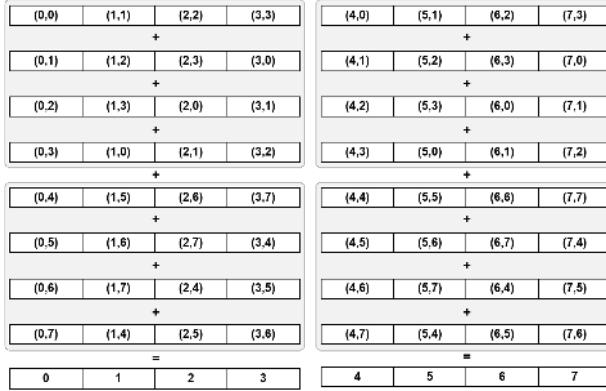 (0,0) (1,1) (2,2) (3,3)
+
(0,1) (1,2) (2,3) (3,0)
+
(0,2) (1,3) (2,0) (3,1)
+
(0,3) (1,0) (2,1) (3,2)
+
(0,4) (1,5) (2,6) (3,7)
+
(0,5) (1,6) (2,7) (3,4)
+
(0,6) (1,7) (2,4) (3,5)
+
(0,7) (1,4) (2,5) (3,6)
=
0 1 2 3
(4,0) (5,1) (6,2) (7,3)
+
(4,1) (5,2) (6,3) (7,0)
+
(4,2) (5,3) (6,0) (7,1)
+
(4,3) (5,0) (6,1) (7,2)
+
(4,4) (5,5) (6,6) (7,7)
+
(4,5) (5,6) (6,7) (7,4)
+
(4,6) (5,7) (6,4) (7,5)
+
(4,7) (5,4) (6,5) (7,6)
=
4 5 6 7